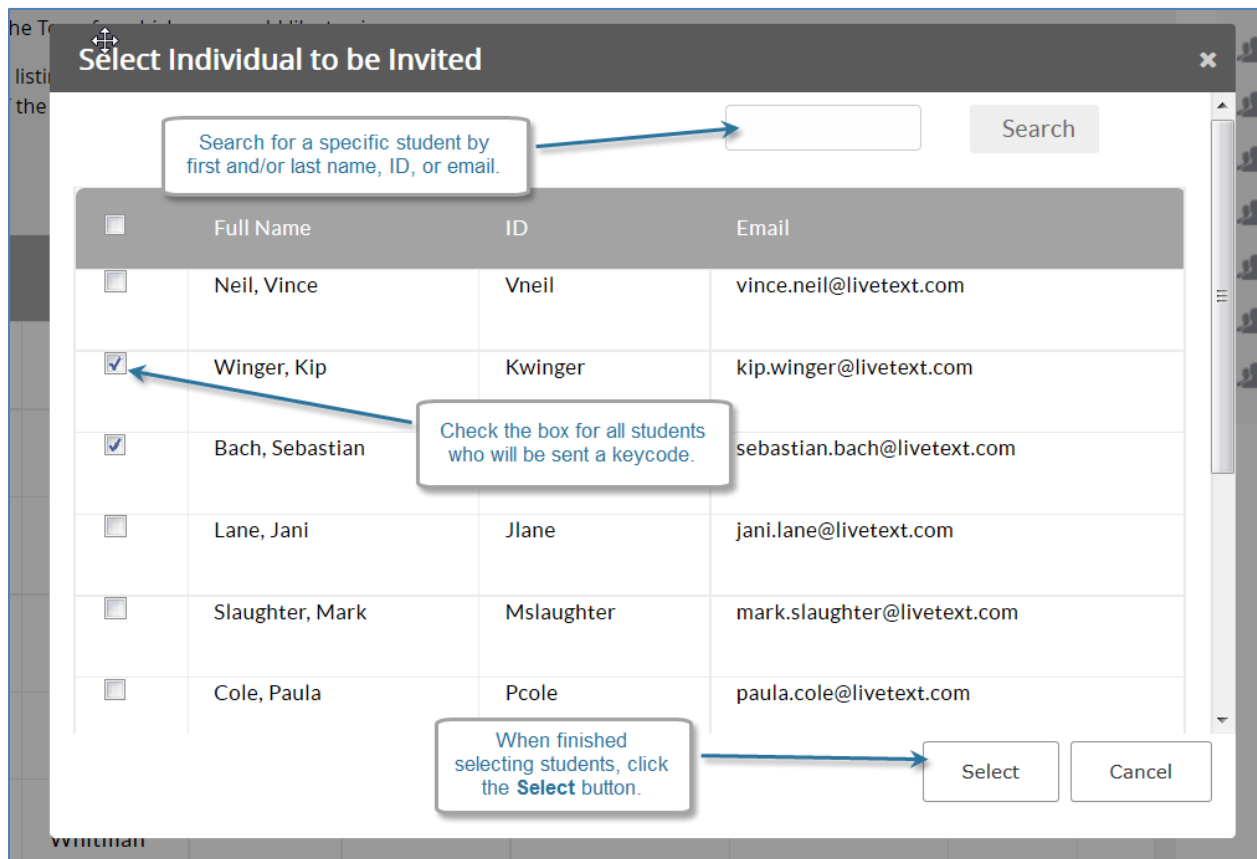 he T
listi
the
Select Individual to be Invited
Search for a specific student by
first and/or last name, ID, or email.
Search
Full Name ID Email
Neil, Vince Vneil vince.neil@livetext.com
Winger, Kip Kwinger kip.winger@livetext.com
Check the box for all students
who will be sent a keycode.
Bach, Sebastian sebastian.bach@livetext.com
Lane, Jani Jlane jani.lane@livetext.com
Slaughter, Mark Mslaughter mark.slaughter@livetext.com
Cole, Paula Pcole paula.cole@livetext.com
When finished
selecting students, click
the Select button.
Select Cancel
Whitman